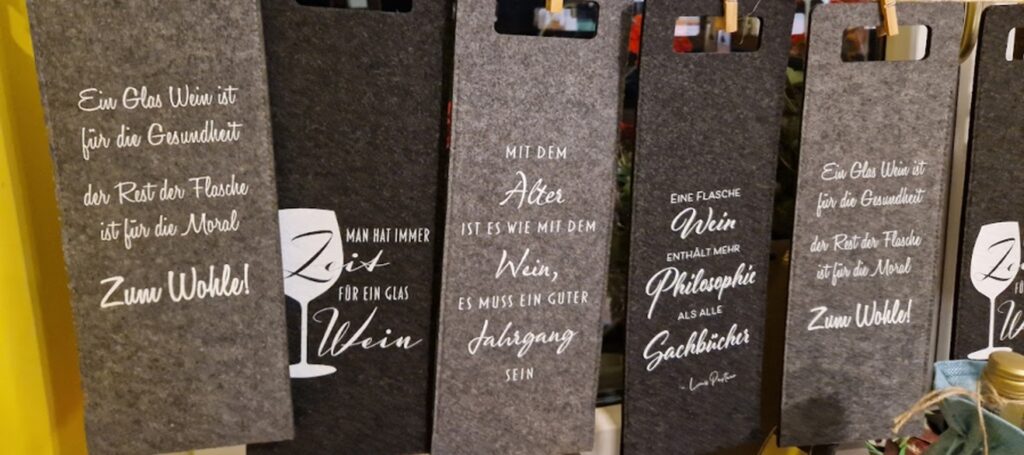 Ein Glas Wein ist
für die Gesundheit
der Rest der Flasche
ist für die Moral
Zum Wohle!
MAN HAT IMMER
Zeit
FÜR EIN GLAS
Wein
MIT DEM
Alter
IST ES WIE MIT DEM
Wein,
ES MUSS EIN GUTER
Jahrgang
SEIN
EINE FLASCHE
Wein
ENTHÄLT MEHR
Philosophie
ALS ALLE
Sachbücher
- Louis Pasteur
Ein Glas Wein ist
für die Gesundheit
der Rest der Flasche
ist für die Moral
Zum Wohle!